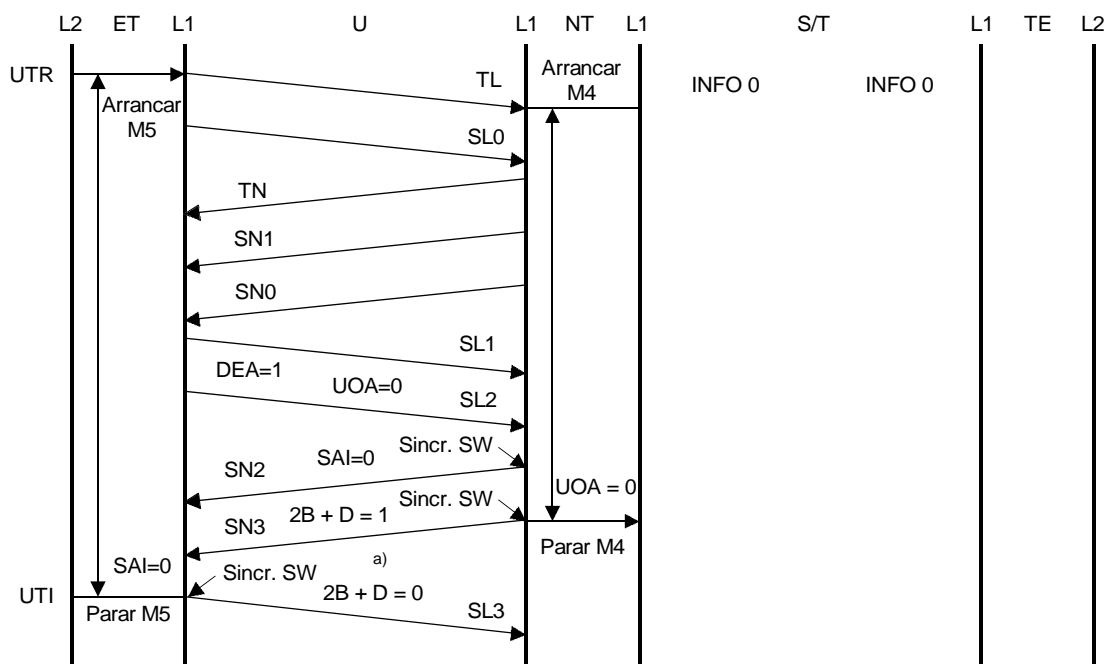 L2 ET L1 U L1 NT L1 S/T L1 TE L2
UTR
Arrancar
M5
TL
Arrancar
M4
INFO 0 INFO 0
SL0
TN
SN1
SN0
SL1
DEA=1
UOA=0
SL2
Sincr. SW
SAI=0
SN2
UOA = 0
Sincr. SW
2B + D = 1
SN3
Parar M4
a)
SAI=0
Sincr. SW
2B + D = 0
UTI
Parar M5
SL3